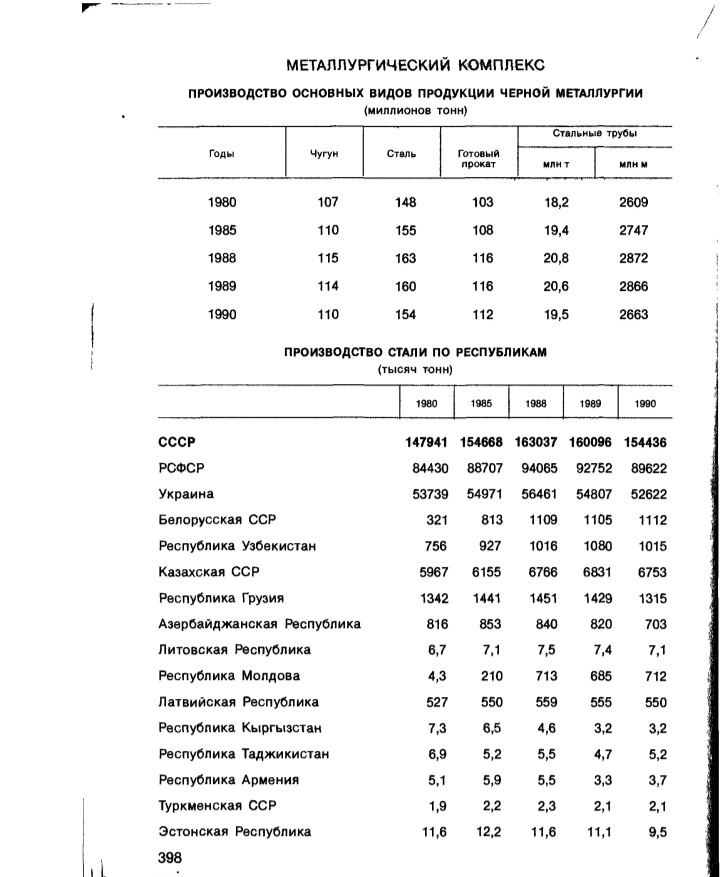 МЕТАЛЛУРГИЧЕСКИЙ КОМПЛЕКС
ПРОИЗВОДСТВО ОСНОВНЫХ ВИДОВ ПРОДУКЦИИ ЧЕРНОЙ МЕТАЛЛУРГИИ
(миллионов тонн)
Годы Чугун Сталь Готовый прокат Стальные трубы
млн т млн м
1980 107 148 103 18,2 2609
1985 110 155 108 19,4 2747
1988 115 163 116 20,8 2872
1989 114 160 116 20,6 2866
1990 110 154 112 19,5 2663
ПРОИЗВОДСТВО СТАЛИ ПО РЕСПУБЛИКАМ
(тысяч тонн)
1980 1985 1988 1989 1990
СССР 147941 154668 163037 160096 154436
РСФСР 84430 88707 94065 92752 89622
Украина 53739 54971 56461 54807 52622
Белорусская ССР 321 813 1109 1105 1112
Республика Узбекистан 756 927 1016 1080 1015
Казахская ССР 5967 6155 6766 6831 6753
Республика Грузия 1342 1441 1451 1429 1315
Азербайджанская Республика 816 853 840 820 703
Литовская Республика 6,7 7,1 7,5 7,4 7,1
Республика Молдова 4,3 210 713 685 712
Латвийская Республика 527 550 559 555 550
Республика Кыргызстан 7,3 6,5 4,6 3,2 3,2
Республика Таджикистан 6,9 5,2 5,5 4,7 5,2
Республика Армения 5,1 5,9 5,5 3,3 3,7
Туркменская ССР 1,9 2,2 2,3 2,1 2,1
Эстонская Республика 11,6 12,2 11,6 11,1 9,5
398